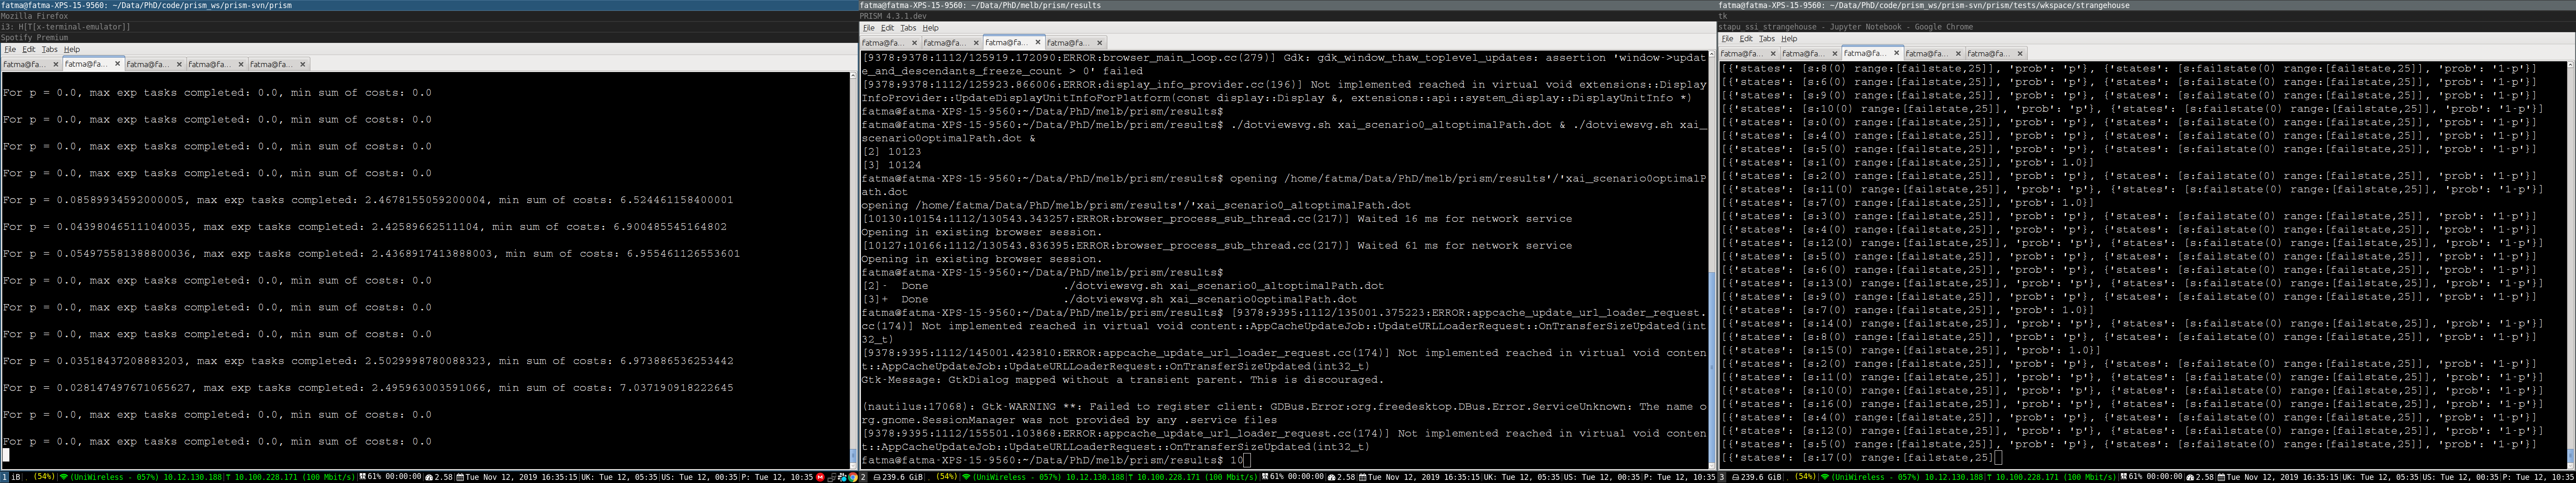 fatma@fatma-XPS-15-9560: ~/Data/PhD/code/prism_ws/prism-svn/prism
Mozilla Firefox
i3: H[T[x-terminal-emulator]]
Spotify Premium
File Edit Tabs Help
fatma@fa... fatma@fa... fatma@fa... fatma@fa... fatma@fa...
For p = 0.0, max exp tasks completed: 0.0, min sum of costs: 0.0
For p = 0.0, max exp tasks completed: 0.0, min sum of costs: 0.0
For p = 0.0, max exp tasks completed: 0.0, min sum of costs: 0.0
For p = 0.0, max exp tasks completed: 0.0, min sum of costs: 0.0
For p = 0.08589934592000005, max exp tasks completed: 2.4678155059200004, min sum of costs: 6.524461158400001
For p = 0.043980465111040035, max exp tasks completed: 2.42589662511104, min sum of costs: 6.900485545164802
For p = 0.054975581388800036, max exp tasks completed: 2.4368917413888003, min sum of costs: 6.955461126553601
For p = 0.0, max exp tasks completed: 0.0, min sum of costs: 0.0
For p = 0.0, max exp tasks completed: 0.0, min sum of costs: 0.0
For p = 0.0, max exp tasks completed: 0.0, min sum of costs: 0.0
For p = 0.03518437208883203, max exp tasks completed: 2.5029998780088323, min sum of costs: 6.973886536253442
For p = 0.028147497671065627, max exp tasks completed: 2.495963003591066, min sum of costs: 7.037190918222645
For p = 0.0, max exp tasks completed: 0.0, min sum of costs: 0.0
For p = 0.0, max exp tasks completed: 0.0, min sum of costs: 0.0
1 iB (54%) (UniWireless - 057%) 10.12.130.188 T 10.100.228.171 (100 Mbit/s) 61% 00:00:00 2.58 Tue Nov 12, 2019 16:35:15 UK: Tue 12, 05:35 US: Tue 12, 00:35 P: Tue 12, 10:35
fatma@fatma-XPS-15-9560: ~/Data/PhD/melb/prism/results
PRISM 4.3.1.dev
File Edit Tabs Help
fatma@fa... fatma@fa... fatma@fa... fatma@fa...
[9378:9378:1112/125919.172090:ERROR:browser_main_loop.cc(279)] Gdk: gdk_window_thaw_toplevel_updates: assertion 'window->updat
e_and_descendants_freeze_count > 0' failed
[9378:9378:1112/125923.866006:ERROR:display_info_provider.cc(196)] Not implemented reached in virtual void extensions::Display
InfoProvider::UpdateDisplayUnitInfoForPlatform(const display::Display &, extensions::api::system_display::DisplayUnitInfo *)
fatma@fatma-XPS-15-9560:~/Data/PhD/melb/prism/results$
fatma@fatma-XPS-15-9560:~/Data/PhD/melb/prism/results$ ./dotviewsvg.sh xai_scenario0_altoptimalPath.dot & ./dotviewsvg.sh xai_
scenario0optimalPath.dot &
[2] 10123
[3] 10124
fatma@fatma-XPS-15-9560:~/Data/PhD/melb/prism/results$ opening /home/fatma/Data/PhD/melb/prism/results'/'xai_scenario0optimalP
ath.dot
opening /home/fatma/Data/PhD/melb/prism/results'/'xai_scenario0_altoptimalPath.dot
[10130:10154:1112/130543.343257:ERROR:browser_process_sub_thread.cc(217)] Waited 16 ms for network service
Opening in existing browser session.
[10127:10166:1112/130543.836395:ERROR:browser_process_sub_thread.cc(217)] Waited 61 ms for network service
Opening in existing browser session.
fatma@fatma-XPS-15-9560:~/Data/PhD/melb/prism/results$
[2]- Done ./dotviewsvg.sh xai_scenario0_altoptimalPath.dot
[3]+ Done ./dotviewsvg.sh xai_scenario0optimalPath.dot
fatma@fatma-XPS-15-9560:~/Data/PhD/melb/prism/results$ [9378:9395:1112/135001.375223:ERROR:appcache_update_url_loader_request.
cc(174)] Not implemented reached in virtual void content::AppCacheUpdateJob::UpdateURLLoaderRequest::OnTransferSizeUpdated(int
32_t)
[9378:9395:1112/145001.423810:ERROR:appcache_update_url_loader_request.cc(174)] Not implemented reached in virtual void conten
t::AppCacheUpdateJob::UpdateURLLoaderRequest::OnTransferSizeUpdated(int32_t)
Gtk-Message: GtkDialog mapped without a transient parent. This is discouraged.
(nautilus:17068): Gtk-WARNING **: Failed to register client: GDBus.Error:org.freedesktop.DBus.Error.ServiceUnknown: The name o
rg.gnome.SessionManager was not provided by any .service files
[9378:9395:1112/155501.103868:ERROR:appcache_update_url_loader_request.cc(174)] Not implemented reached in virtual void conten
t::AppCacheUpdateJob::UpdateURLLoaderRequest::OnTransferSizeUpdated(int32_t)
fatma@fatma-XPS-15-9560:~/Data/PhD/melb/prism/results$ 10
2 239.6 GiB (54%) (UniWireless - 057%) 10.12.130.188 T 10.100.228.171 (100 Mbit/s) 61% 00:00:00 2.58 Tue Nov 12, 2019 16:35:15 UK: Tue 12, 05:35 US: Tue 12, 00:35 P: Tue 12, 10:35
fatma@fatma-XPS-15-9560: ~/Data/PhD/code/prism_ws/prism-svn/prism/tests/wkspace/strangehouse
tk
stapu_ssi_strangehouse - Jupyter Notebook - Google Chrome
File Edit Tabs Help
fatma@fa... fatma@fa... fatma@fa... fatma@fa... fatma@fa...
[{'states': [s:8(0) range:[failstate,25]], 'prob': 'p'}, {'states': [s:failstate(0) range:[failstate,25]], 'prob': '1-p'}]
[{'states': [s:6(0) range:[failstate,25]], 'prob': 'p'}, {'states': [s:failstate(0) range:[failstate,25]], 'prob': '1-p'}]
[{'states': [s:9(0) range:[failstate,25]], 'prob': 'p'}, {'states': [s:failstate(0) range:[failstate,25]], 'prob': '1-p'}]
[{'states': [s:10(0) range:[failstate,25]], 'prob': 'p'}, {'states': [s:failstate(0) range:[failstate,25]], 'prob': '1-p'}]
[{'states': [s:0(0) range:[failstate,25]], 'prob': 'p'}, {'states': [s:failstate(0) range:[failstate,25]], 'prob': '1-p'}]
[{'states': [s:4(0) range:[failstate,25]], 'prob': 'p'}, {'states': [s:failstate(0) range:[failstate,25]], 'prob': '1-p'}]
[{'states': [s:5(0) range:[failstate,25]], 'prob': 'p'}, {'states': [s:failstate(0) range:[failstate,25]], 'prob': '1-p'}]
[{'states': [s:1(0) range:[failstate,25]], 'prob': 1.0}]
[{'states': [s:2(0) range:[failstate,25]], 'prob': 'p'}, {'states': [s:failstate(0) range:[failstate,25]], 'prob': '1-p'}]
[{'states': [s:11(0) range:[failstate,25]], 'prob': 'p'}, {'states': [s:failstate(0) range:[failstate,25]], 'prob': '1-p'}]
[{'states': [s:7(0) range:[failstate,25]], 'prob': 1.0}]
[{'states': [s:3(0) range:[failstate,25]], 'prob': 'p'}, {'states': [s:failstate(0) range:[failstate,25]], 'prob': '1-p'}]
[{'states': [s:4(0) range:[failstate,25]], 'prob': 'p'}, {'states': [s:failstate(0) range:[failstate,25]], 'prob': '1-p'}]
[{'states': [s:12(0) range:[failstate,25]], 'prob': 'p'}, {'states': [s:failstate(0) range:[failstate,25]], 'prob': '1-p'}]
[{'states': [s:5(0) range:[failstate,25]], 'prob': 'p'}, {'states': [s:failstate(0) range:[failstate,25]], 'prob': '1-p'}]
[{'states': [s:6(0) range:[failstate,25]], 'prob': 'p'}, {'states': [s:failstate(0) range:[failstate,25]], 'prob': '1-p'}]
[{'states': [s:13(0) range:[failstate,25]], 'prob': 'p'}, {'states': [s:failstate(0) range:[failstate,25]], 'prob': '1-p'}]
[{'states': [s:9(0) range:[failstate,25]], 'prob': 'p'}, {'states': [s:failstate(0) range:[failstate,25]], 'prob': '1-p'}]
[{'states': [s:7(0) range:[failstate,25]], 'prob': 1.0}]
[{'states': [s:14(0) range:[failstate,25]], 'prob': 'p'}, {'states': [s:failstate(0) range:[failstate,25]], 'prob': '1-p'}]
[{'states': [s:8(0) range:[failstate,25]], 'prob': 'p'}, {'states': [s:failstate(0) range:[failstate,25]], 'prob': '1-p'}]
[{'states': [s:15(0) range:[failstate,25]], 'prob': 1.0}]
[{'states': [s:2(0) range:[failstate,25]], 'prob': 'p'}, {'states': [s:failstate(0) range:[failstate,25]], 'prob': '1-p'}]
[{'states': [s:11(0) range:[failstate,25]], 'prob': 'p'}, {'states': [s:failstate(0) range:[failstate,25]], 'prob': '1-p'}]
[{'states': [s:10(0) range:[failstate,25]], 'prob': 'p'}, {'states': [s:failstate(0) range:[failstate,25]], 'prob': '1-p'}]
[{'states': [s:16(0) range:[failstate,25]], 'prob': 'p'}, {'states': [s:failstate(0) range:[failstate,25]], 'prob': '1-p'}]
[{'states': [s:4(0) range:[failstate,25]], 'prob': 'p'}, {'states': [s:failstate(0) range:[failstate,25]], 'prob': '1-p'}]
[{'states': [s:12(0) range:[failstate,25]], 'prob': 'p'}, {'states': [s:failstate(0) range:[failstate,25]], 'prob': '1-p'}]
[{'states': [s:5(0) range:[failstate,25]], 'prob': 'p'}, {'states': [s:failstate(0) range:[failstate,25]], 'prob': '1-p'}]
[{'states': [s:17(0) range:[failstate,25]
3 239.6 GiB (54%) (UniWireless - 057%) 10.12.130.188 T 10.100.228.171 (100 Mbit/s) 61% 00:00:00 2.58 Tue Nov 12, 2019 16:35:15 UK: Tue 12, 05:35 US: Tue 12, 00:35 P: Tue 12, 10:35